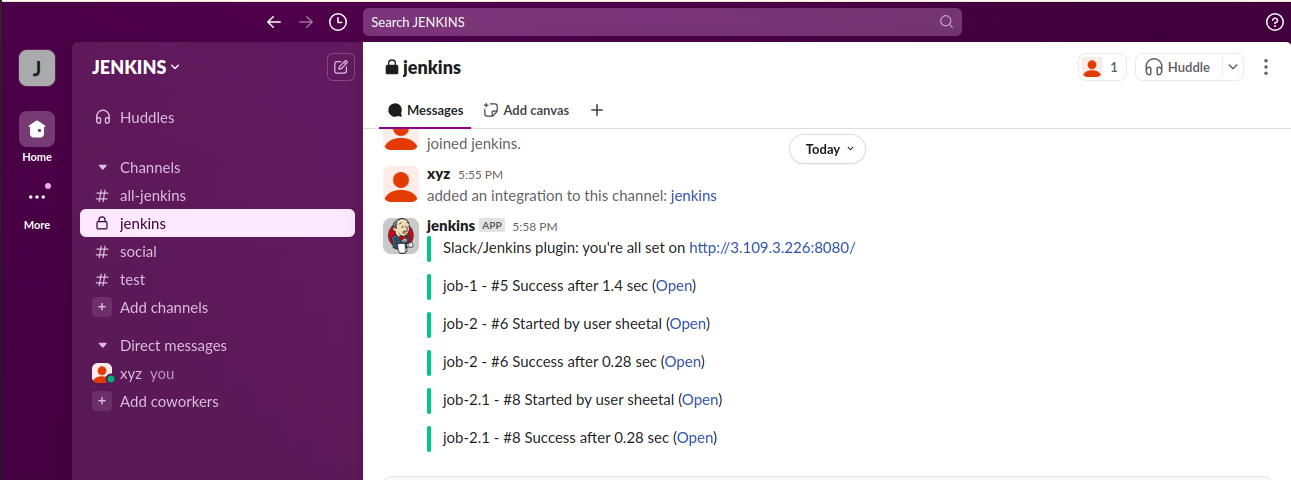 Search JENKINS
J
JENKINS
Huddles
Home
Channels
# all-jenkins
More
jenkins
# social
# test
+ Add channels
Direct messages
xyz you
+ Add coworkers
jenkins
1
Huddle
Messages
Add canvas
+
joined jenkins.
Today
xyz 5:55 PM
added an integration to this channel: jenkins
jenkins APP 5:58 PM
Slack/Jenkins plugin: you're all set on http://3.109.3.226:8080/
job-1 - #5 Success after 1.4 sec (Open)
job-2 - #6 Started by user sheetal (Open)
job-2 - #6 Success after 0.28 sec (Open)
job-2.1 - #8 Started by user sheetal (Open)
job-2.1 - #8 Success after 0.28 sec (Open)